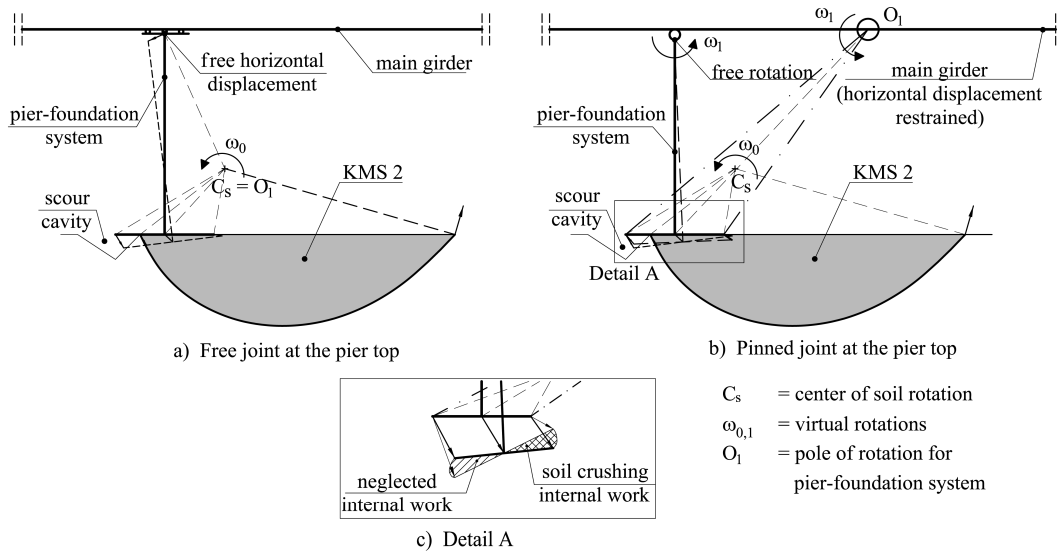 free horizontal
displacement
main girder
pier-foundation
system
ω₀
Cₛ = O₁
KMS 2
scour
cavity
a) Free joint at the pier top
ω₁
O₁
ω₁
free rotation
main girder
(horizontal displacement
restrained)
pier-foundation
system
ω₀
Cₛ
KMS 2
scour
cavity
Detail A
b) Pinned joint at the pier top
neglected
internal work
soil crushing
internal work
c) Detail A
Cₛ = center of soil rotation
ω₀,₁ = virtual rotations
O₁ = pole of rotation for
pier-foundation system